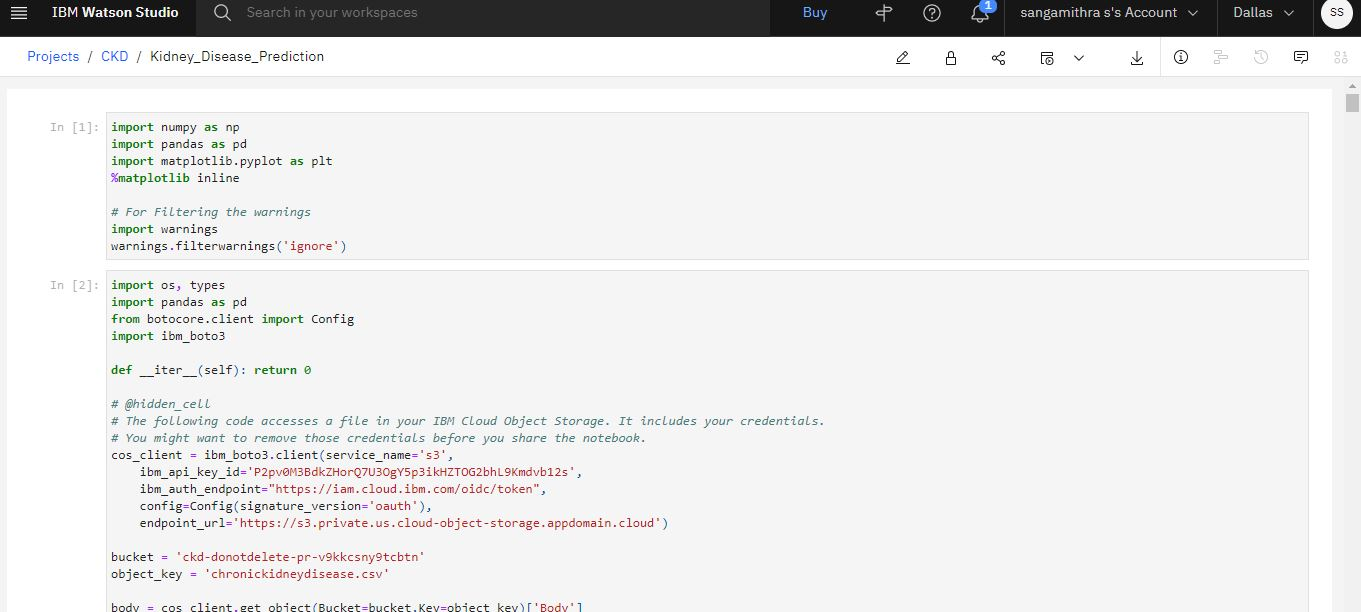 IBM Watson Studio
Search in your workspaces
Buy
1
sangamithra s's Account
Dallas
SS
Projects / CKD / Kidney_Disease_Prediction
In [1]:
import numpy as np
import pandas as pd
import matplotlib.pyplot as plt
%matplotlib inline
# For Filtering the warnings
import warnings
warnings.filterwarnings('ignore')
In [2]:
import os, types
import pandas as pd
from botocore.client import Config
import ibm_boto3
def __iter__(self): return 0
# @hidden_cell
# The following code accesses a file in your IBM Cloud Object Storage. It includes your credentials.
# You might want to remove those credentials before you share the notebook.
cos_client = ibm_boto3.client(service_name='s3',
ibm_api_key_id='P2pv0M3BdkZHorQ7U3OgY5p3ikHZTOG2bhL9Kmdvb12s',
ibm_auth_endpoint="https://iam.cloud.ibm.com/oidc/token",
config=Config(signature_version='oauth'),
endpoint_url='https://s3.private.us.cloud-object-storage.appdomain.cloud')
bucket = 'ckd-donotdelete-pr-v9kkcsny9tcbtn'
object_key = 'chronickidneydisease.csv'
body = cos_client.get_object(Bucket=bucket,Key=object_key)['Body']